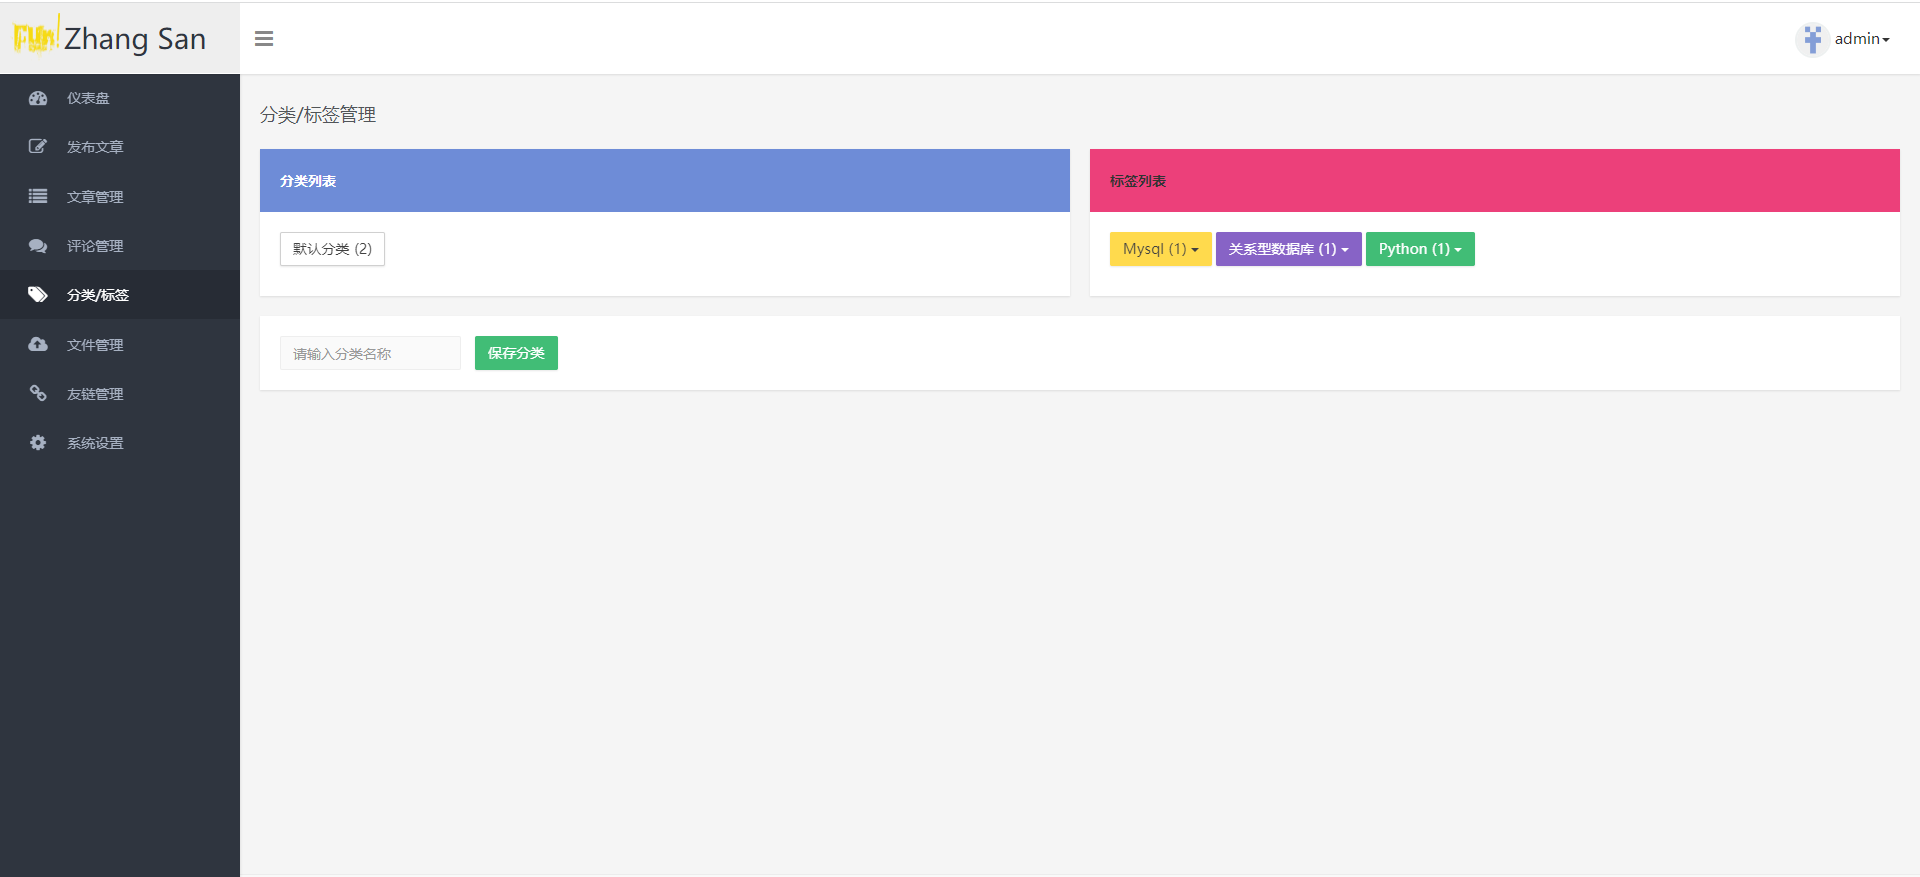 Fun! Zhang San
admin
仪表盘
发布文章
文章管理
评论管理
分类/标签
文件管理
友链管理
系统设置
分类/标签管理
分类列表
默认分类 (2)
标签列表
Mysql (1) 关系型数据库 (1) Python (1)
请输入分类名称 保存分类